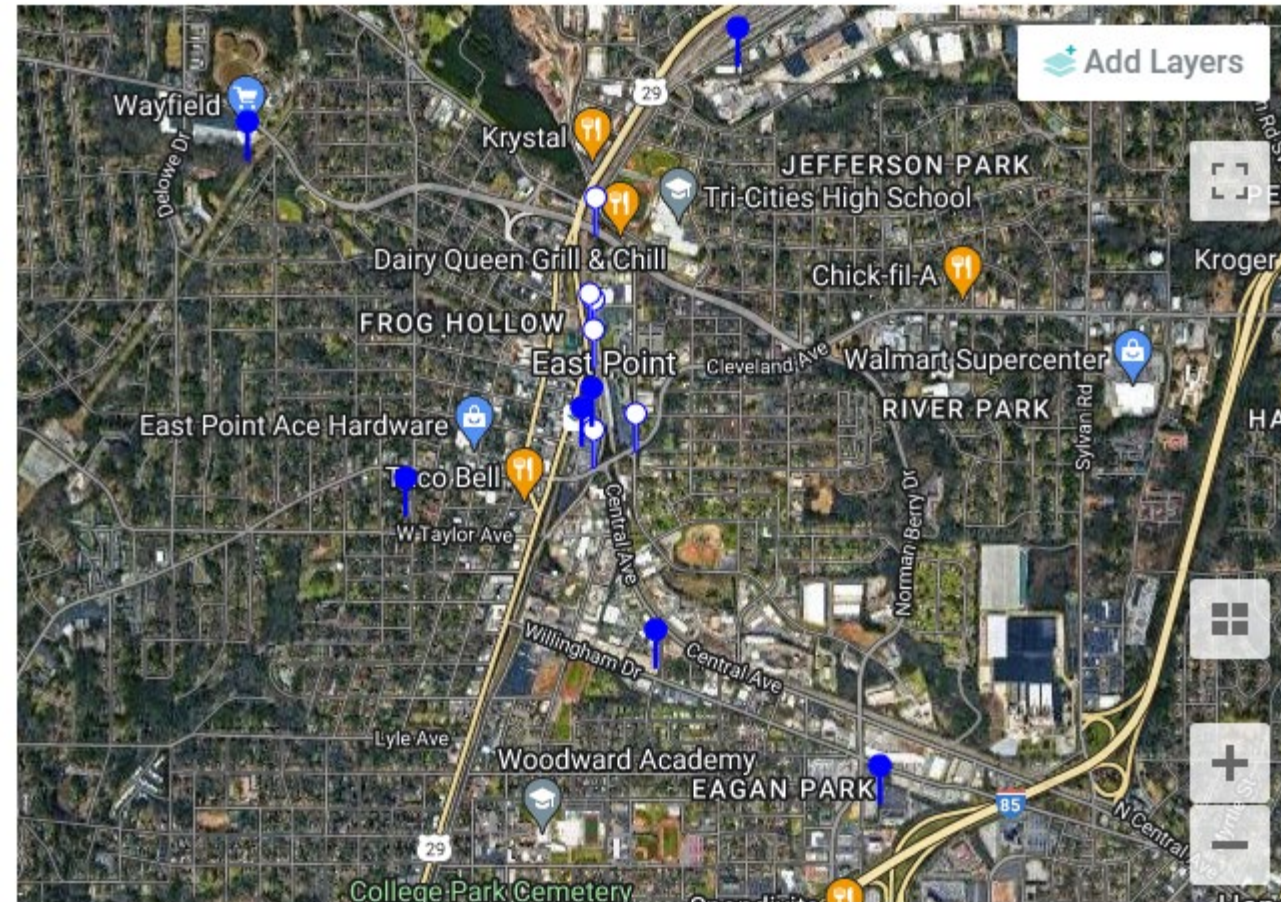 Add Layers
29
Wayfield
Krystal
Delowe Dr
JEFFERSON PARK
Tri-Cities High School
Dairy Queen Grill & Chill
Chick-fil-A
Kroger
FROG HOLLOW
East Point
Cleveland Ave
Walmart Supercenter
RIVER PARK
East Point Ace Hardware
Sylvan Rd
Taco Bell
W Taylor Ave
Central Ave
Norman Berry Dr
Willingham Dr
Central Ave
Lyle Ave
Woodward Academy
EAGAN PARK
85
N Central Ave
29
College Park Cemetery